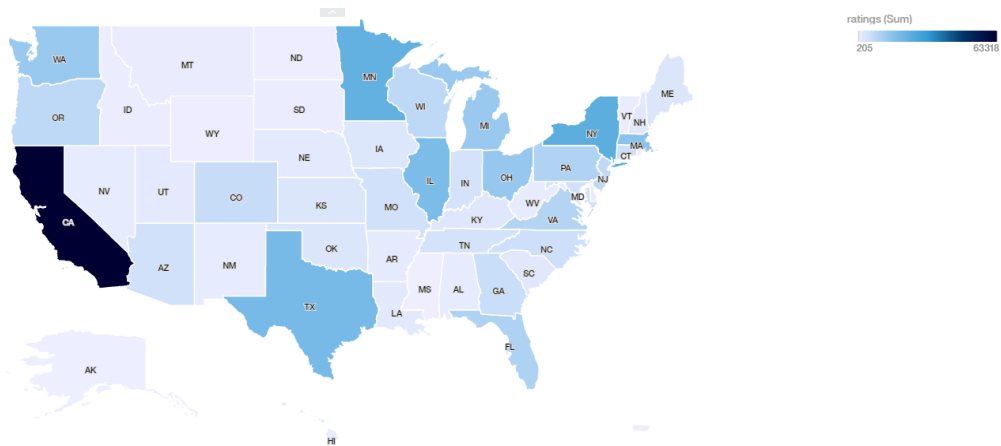 ratings (Sum)
205 63318
WA
MT
ND
MN
ME
ID
SD
WI
VT
NH
OR
WY
MI
NY
MA
IA
CT
NE
PA
NJ
NV
UT
CO
IL
IN
OH
MD
KS
MO
WV
VA
CA
KY
OK
TN
NC
AZ
NM
AR
SC
MS
AL
GA
TX
LA
FL
AK
HI